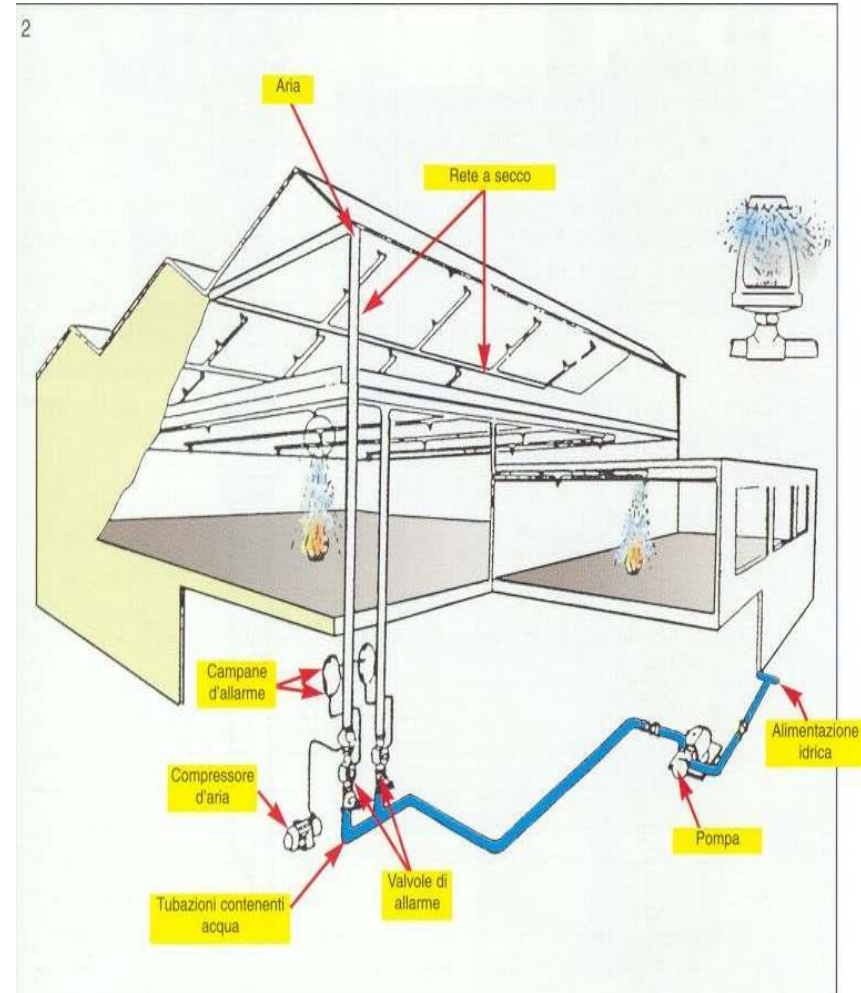 2
Aria
Rete a secco
Campane
d'allarme
Alimentazione
idrica
Compressore
d'aria
Pompa
Valvole di
allarme
Tubazioni contenenti
acqua